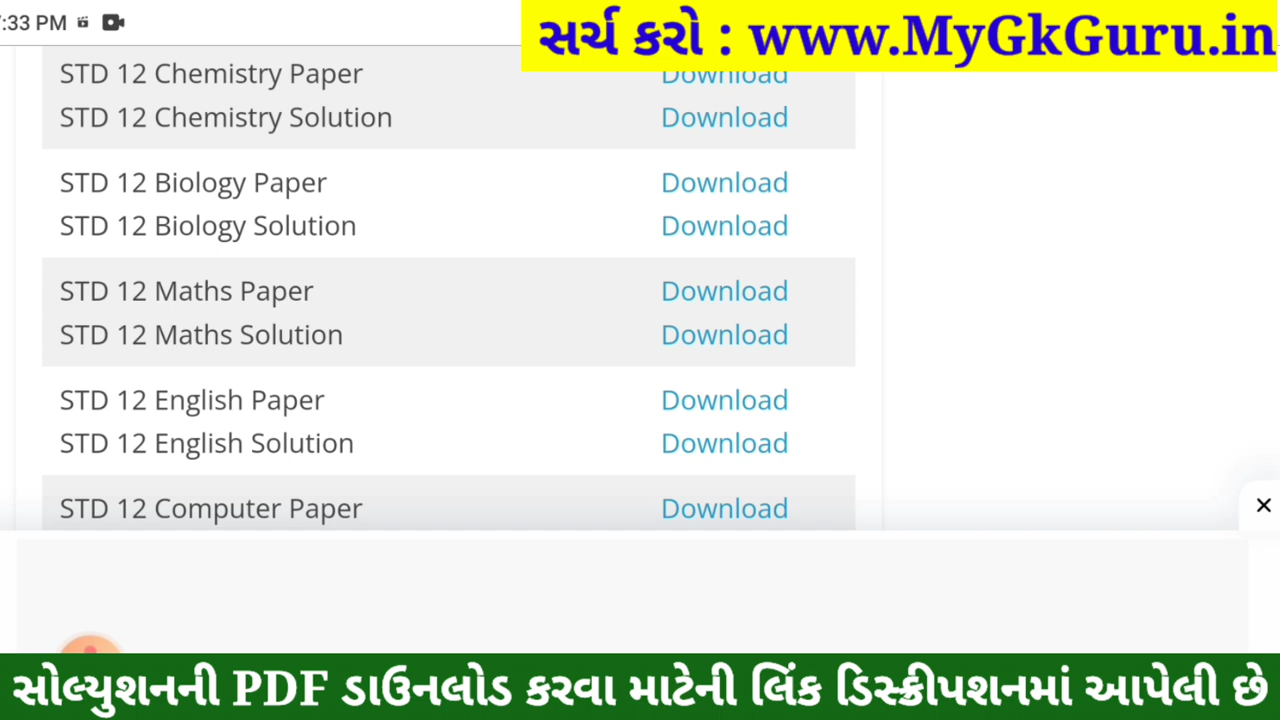 :33 PM
સર્ચ કરો : www.MyGkGuru.in
STD 12 Chemistry Paper Download
STD 12 Chemistry Solution Download
STD 12 Biology Paper Download
STD 12 Biology Solution Download
STD 12 Maths Paper Download
STD 12 Maths Solution Download
STD 12 English Paper Download
STD 12 English Solution Download
STD 12 Computer Paper Download
સોલ્યુશનની PDF ડાઉનલોડ કરવા માટેની લિંક ડિસ્ક્રીપશનમાં આપેલી છે